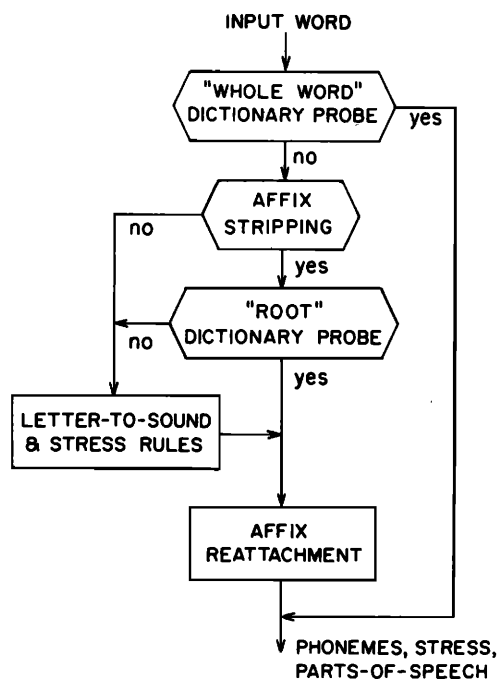 INPUT WORD
"WHOLE WORD"
DICTIONARY PROBE
yes
no
AFFIX
STRIPPING
no
yes
"ROOT"
DICTIONARY PROBE
no
yes
LETTER-TO-SOUND
& STRESS RULES
AFFIX
REATTACHMENT
PHONEMES, STRESS,
PARTS-OF-SPEECH